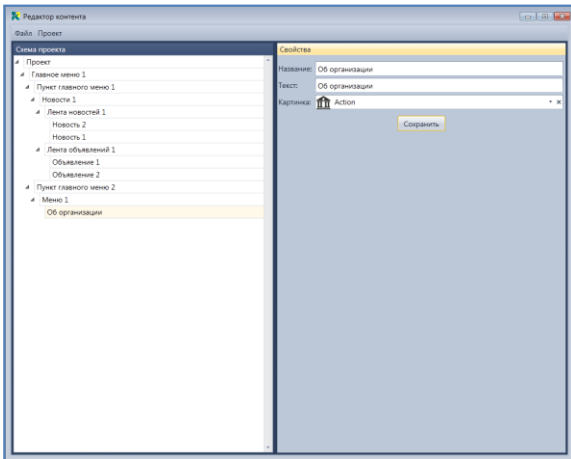 Редактор контента
Файл Проект
Схема проекта
Проект
Главное меню 1
Пункт главного меню 1
Новости 1
Лента новостей 1
Новость 2
Новость 1
Лента объявлений 1
Объявление 1
Объявление 2
Пункт главного меню 2
Меню 1
Об организации
Свойства
Название: Об организации
Текст: Об организации
Картинка: Action
Сохранить